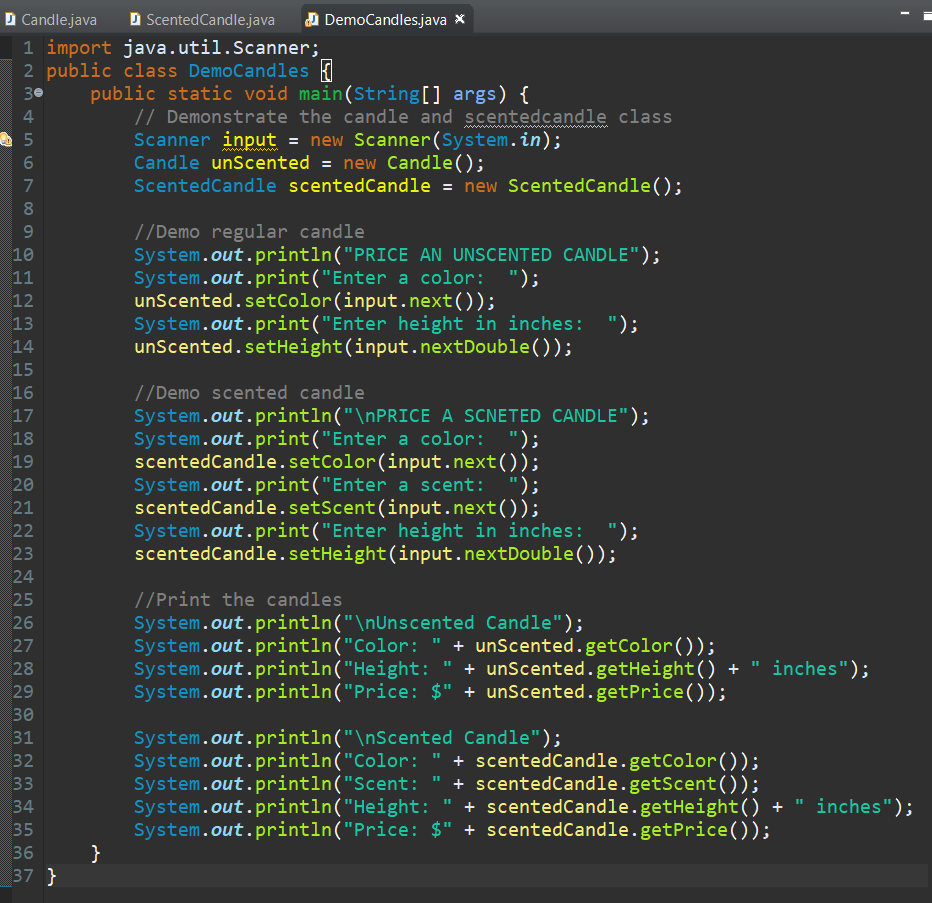 Candle.java ScentedCandle.java DemoCandles.java
1 import java.util.Scanner;
2 public class DemoCandles {
3 public static void main(String[] args) {
4 // Demonstrate the candle and scentedcandle class
5 Scanner input = new Scanner(System.in);
6 Candle unScented = new Candle();
7 ScentedCandle scentedCandle = new ScentedCandle();
8
9 //Demo regular candle
10 System.out.println("PRICE AN UNSCENTED CANDLE");
11 System.out.print("Enter a color:  ");
12 unScented.setColor(input.next());
13 System.out.print("Enter height in inches:  ");
14 unScented.setHeight(input.nextDouble());
15
16 //Demo scented candle
17 System.out.println("\nPRICE A SCNETED CANDLE");
18 System.out.print("Enter a color:  ");
19 scentedCandle.setColor(input.next());
20 System.out.print("Enter a scent:  ");
21 scentedCandle.setScent(input.next());
22 System.out.print("Enter height in inches:  ");
23 scentedCandle.setHeight(input.nextDouble());
24
25 //Print the candles
26 System.out.println("\nUnscented Candle");
27 System.out.println("Color: " + unScented.getColor());
28 System.out.println("Height: " + unScented.getHeight() + " inches");
29 System.out.println("Price: $" + unScented.getPrice());
30
31 System.out.println("\nScented Candle");
32 System.out.println("Color: " + scentedCandle.getColor());
33 System.out.println("Scent: " + scentedCandle.getScent());
34 System.out.println("Height: " + scentedCandle.getHeight() + " inches");
35 System.out.println("Price: $" + scentedCandle.getPrice());
36 }
37 }